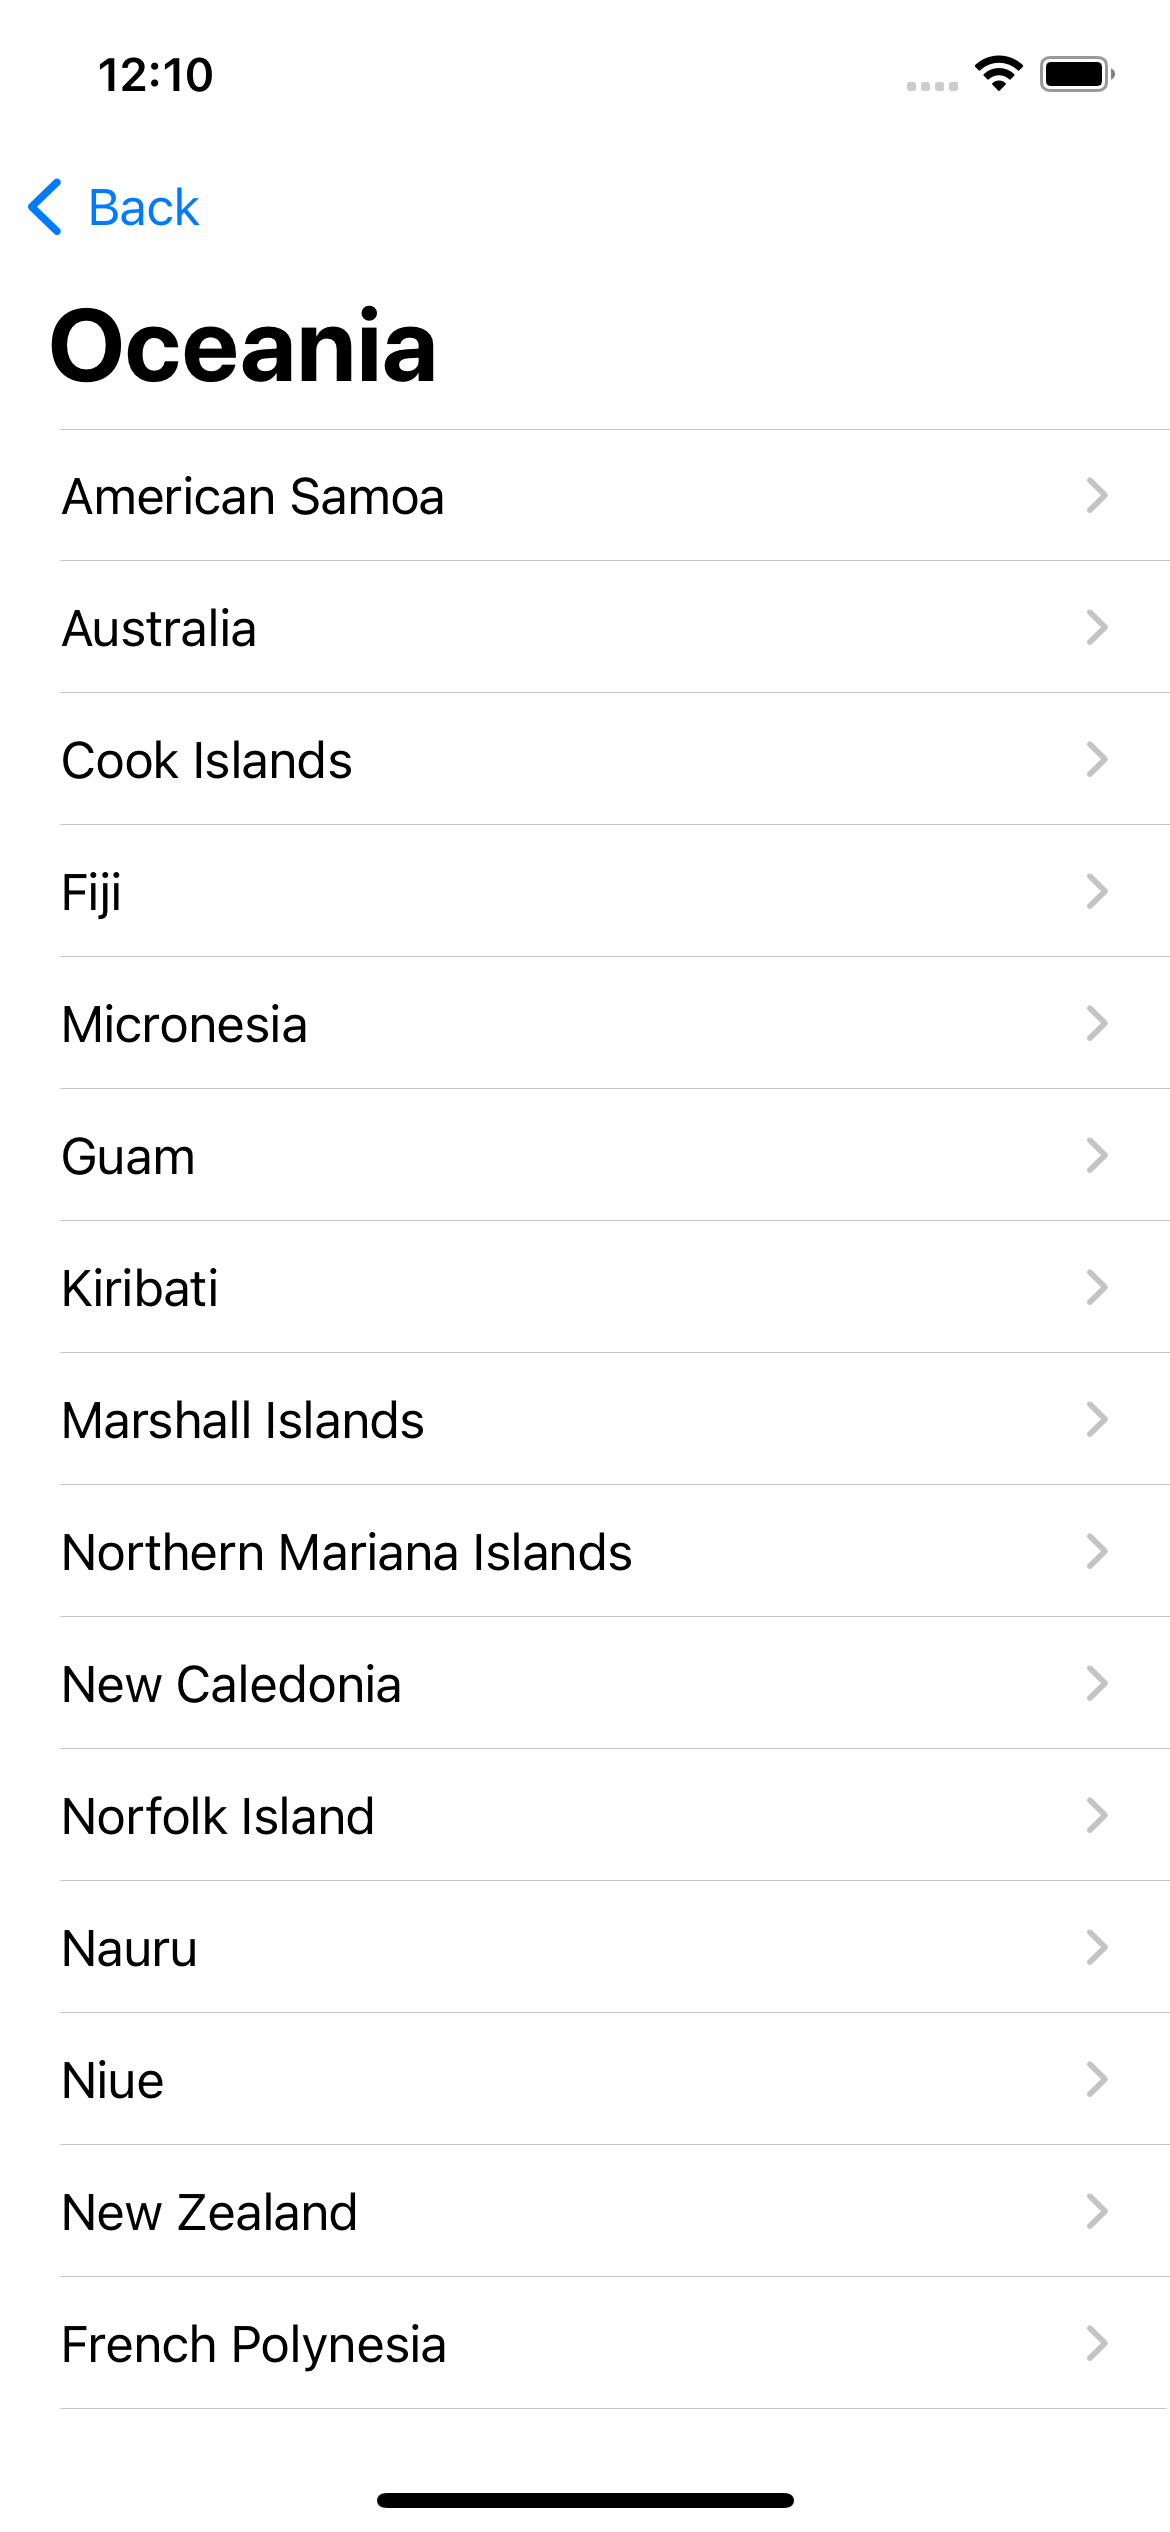 12:10
Back
Oceania
American Samoa
Australia
Cook Islands
Fiji
Micronesia
Guam
Kiribati
Marshall Islands
Northern Mariana Islands
New Caledonia
Norfolk Island
Nauru
Niue
New Zealand
French Polynesia